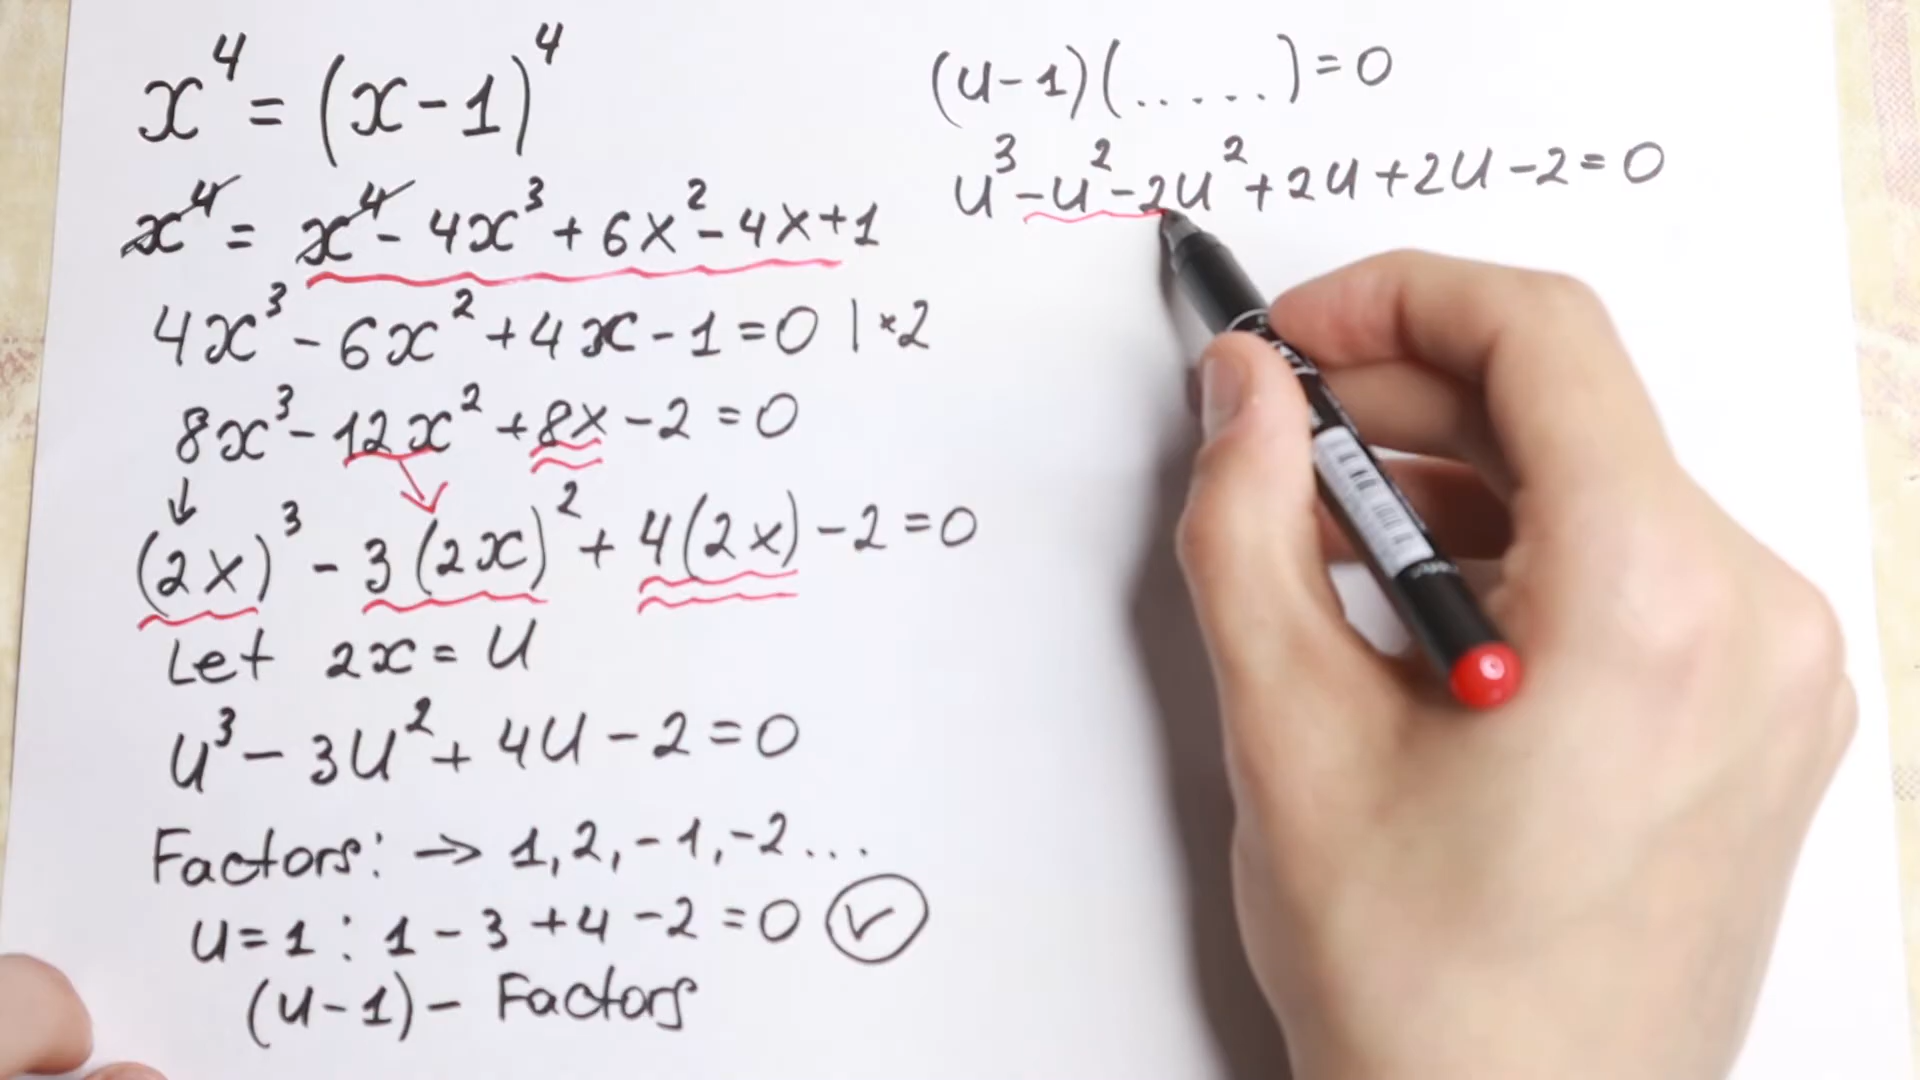 x⁴ = (x-1)⁴
x⁴ = x⁴ - 4x³ + 6x² - 4x + 1
4x³ - 6x² + 4x - 1 = 0 | × 2
8x³ - 12x² + 8x - 2 = 0
(2x)³ - 3(2x)² + 4(2x) - 2 = 0
Let 2x = u
u³ - 3u² + 4u - 2 = 0
Factors: → 1, 2, -1, -2 ...
u = 1 : 1 - 3 + 4 - 2 = 0
(u-1) - Factors
(u-1)(.....) = 0
u³ - u² - 2u² + 2u + 2u - 2 = 0